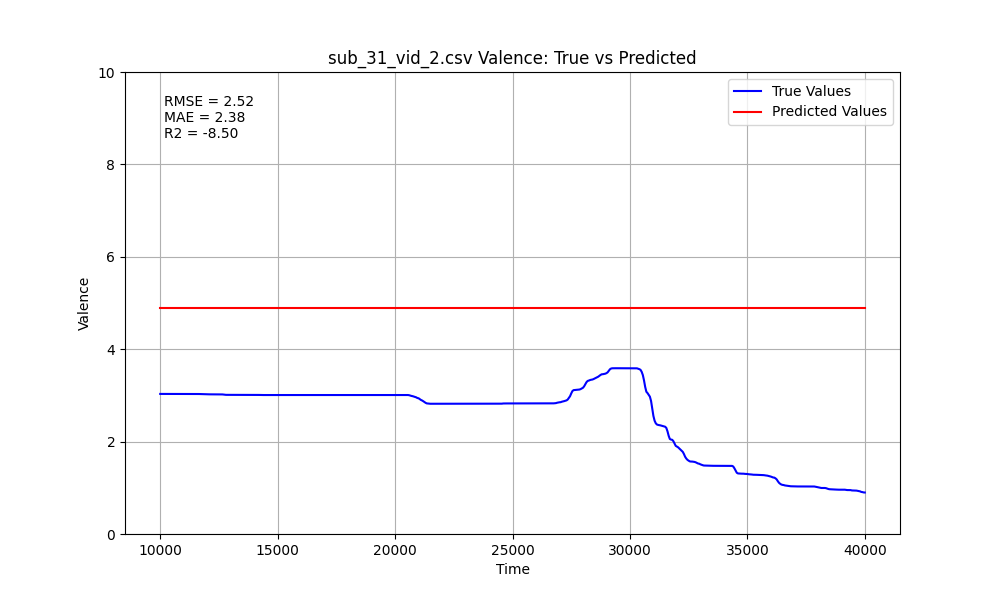 sub_31_vid_2.csv Valence: True vs Predicted
RMSE = 2.52
MAE = 2.38
R2 = -8.50
True Values
Predicted Values
10
8
6
4
2
0
Valence
10000
15000
20000
25000
30000
35000
40000
Time